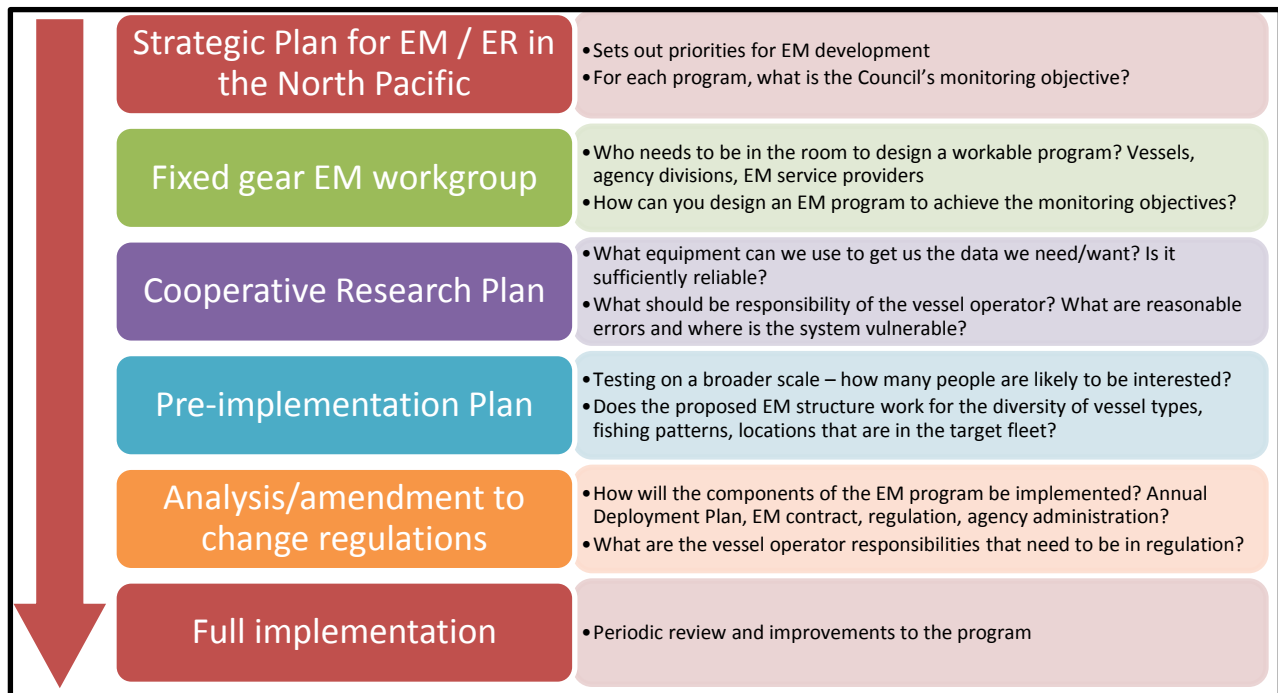 Strategic Plan for EM / ER in
the North Pacific
•Sets out priorities for EM development
•For each program, what is the Council's monitoring objective?
Fixed gear EM workgroup
•Who needs to be in the room to design a workable program? Vessels,
agency divisions, EM service providers
•How can you design an EM program to achieve the monitoring objectives?
Cooperative Research Plan
•What equipment can we use to get us the data we need/want? Is it
sufficiently reliable?
•What should be responsibility of the vessel operator? What are reasonable
errors and where is the system vulnerable?
Pre-implementation Plan
•Testing on a broader scale – how many people are likely to be interested?
•Does the proposed EM structure work for the diversity of vessel types,
fishing patterns, locations that are in the target fleet?
Analysis/amendment to
change regulations
•How will the components of the EM program be implemented? Annual
Deployment Plan, EM contract, regulation, agency administration?
•What are the vessel operator responsibilities that need to be in regulation?
Full implementation
•Periodic review and improvements to the program